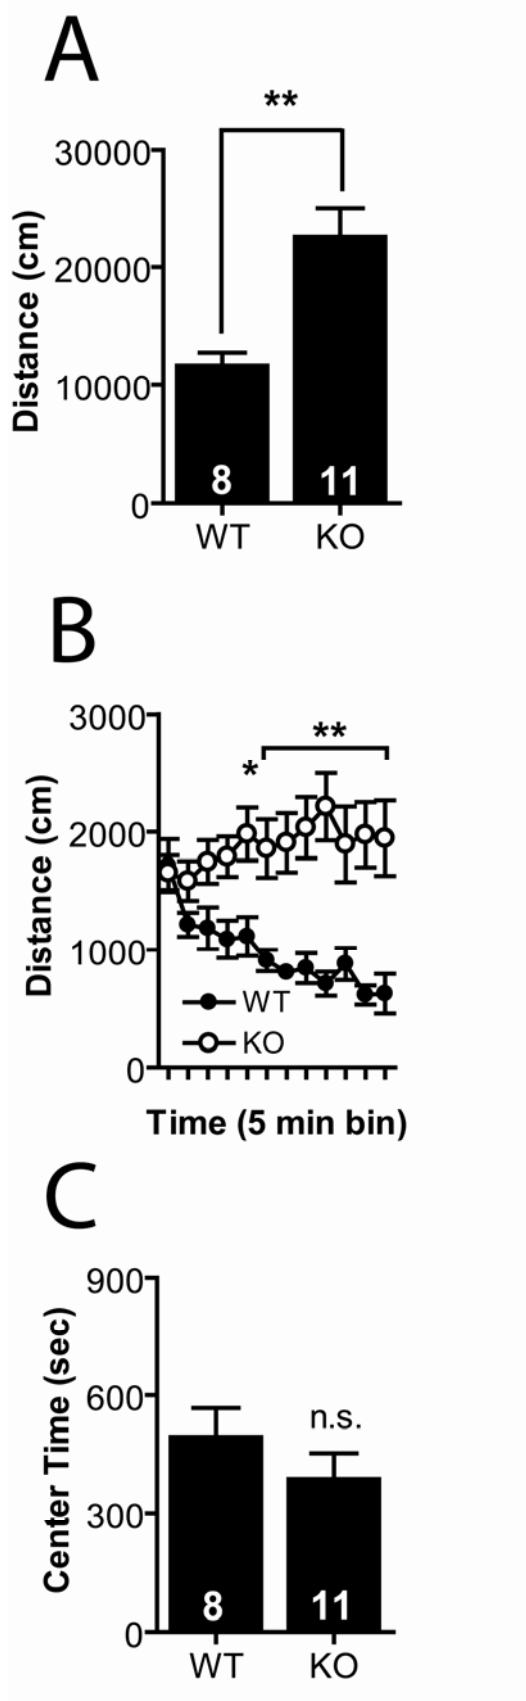 A
**
30000
20000
10000
0
Distance (cm)
8
11
WT
KO
B
3000
2000
1000
0
Distance (cm)
*
**
WT
KO
Time (5 min bin)
C
900
600
300
0
Center Time (sec)
n.s.
8
11
WT
KO